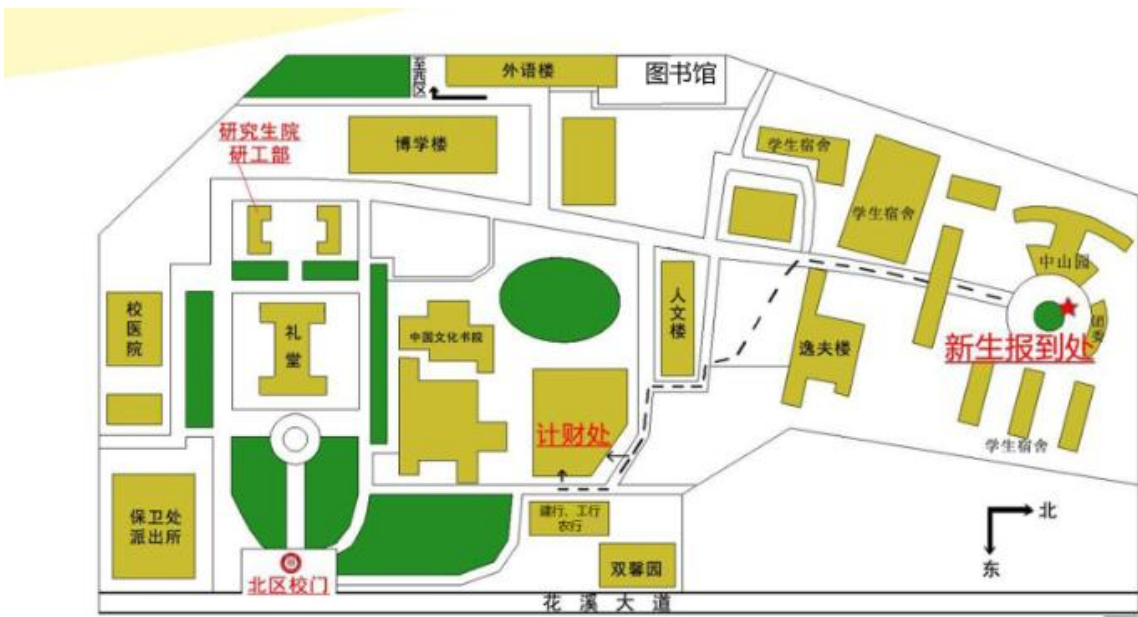 至西区
外语楼
图书馆
研究生院
研工部
博学楼
学生宿舍
学生宿舍
中山园
校医院
礼堂
中国文化书院
人文楼
逸夫楼
团委
新生报到处
计财处
学生宿舍
保卫处
派出所
建行、工行
农行
双馨园
北
东
北区校门
花溪大道